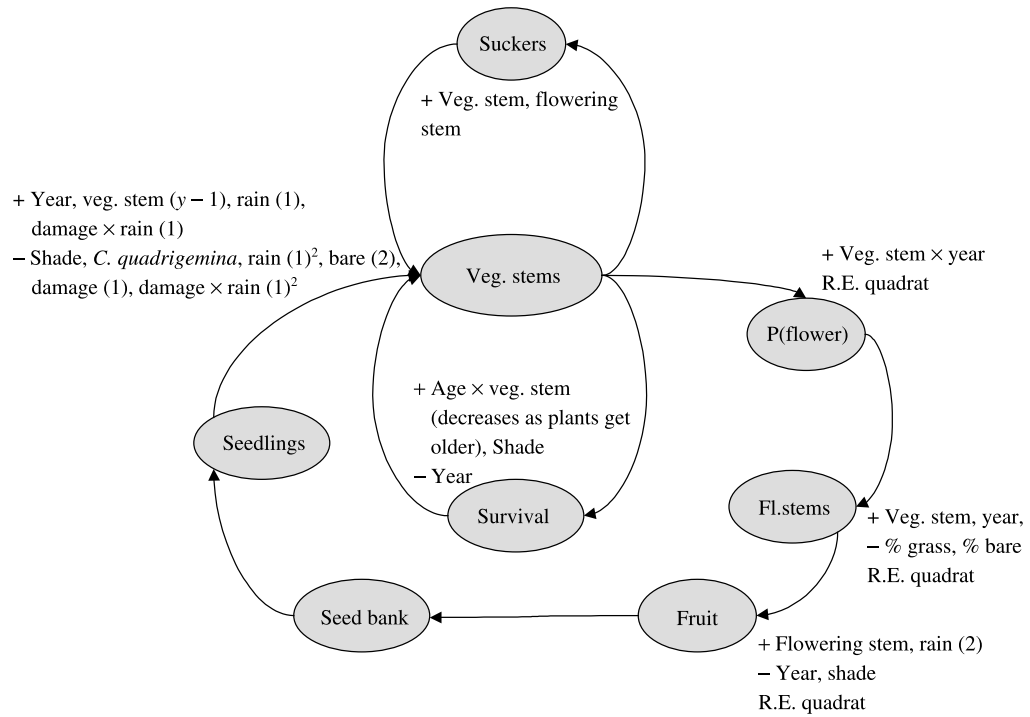 Suckers
+ Veg. stem, flowering
stem
+ Year, veg. stem (y − 1), rain (1),
damage × rain (1)
− Shade, C. quadrigemina, rain (1)², bare (2),
damage (1), damage × rain (1)²
Veg. stems
+ Veg. stem × year
R.E. quadrat
P(flower)
+ Age × veg. stem
(decreases as plants get
older), Shade
− Year
Seedlings
Survival
Fl.stems
+ Veg. stem, year,
− % grass, % bare
R.E. quadrat
Seed bank
Fruit
+ Flowering stem, rain (2)
− Year, shade
R.E. quadrat